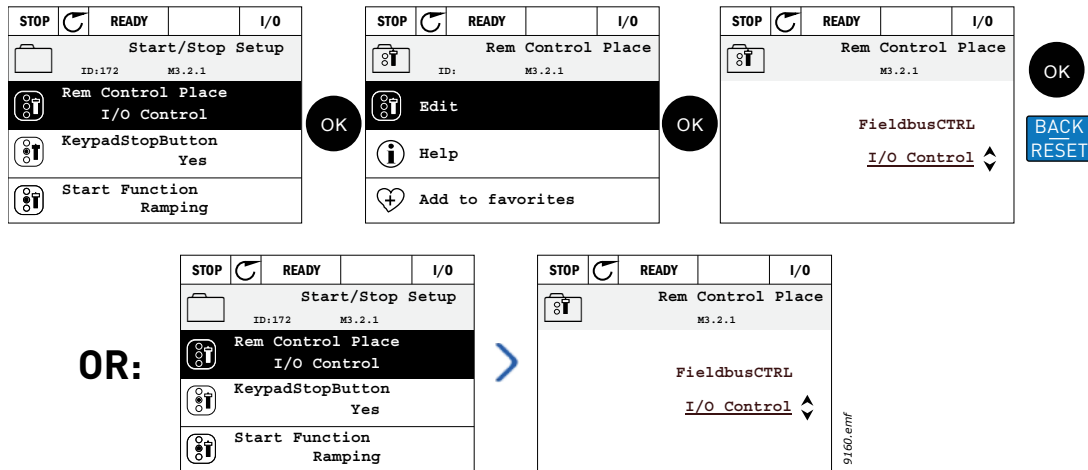 STOP READY I/O
Start/Stop Setup
ID:172 M3.2.1
Rem Control Place
I/O Control
KeypadStopButton
Yes
Start Function
Ramping
OK
STOP READY I/O
Rem Control Place
ID: M3.2.1
Edit
Help
Add to favorites
OK
STOP READY I/O
Rem Control Place
M3.2.1
FieldbusCTRL
I/O Control
OK
BACK
RESET
OR:
STOP READY I/O
Start/Stop Setup
ID:172 M3.2.1
Rem Control Place
I/O Control
KeypadStopButton
Yes
Start Function
Ramping
STOP READY I/O
Rem Control Place
M3.2.1
FieldbusCTRL
I/O Control
9160.emf